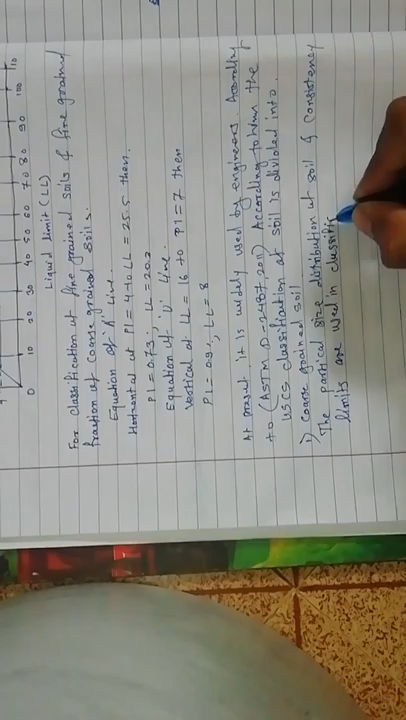 0 10 20 30 40 50 60 70 80 90 100 110
Liquid limit (LL)
For classification of fine grained soils & fine grained
fraction of coarse grained soils.
Equation of 'A' Line
Horizontal at PI = 4 to LL = 25.5 then
PI = 0.73, LL = 20.2
Equation of 'U' Line.
Vertical at LL = 16 to PI = 7 then
PI = 0.9, LL = 8
At present it is widely used by engineers.
to (ASTM D-2487 2011) According to the
USCS classification of soil is divided into.
1) Coarse grained soil
The partical size distribution of soil & consistency
limits are used in classific